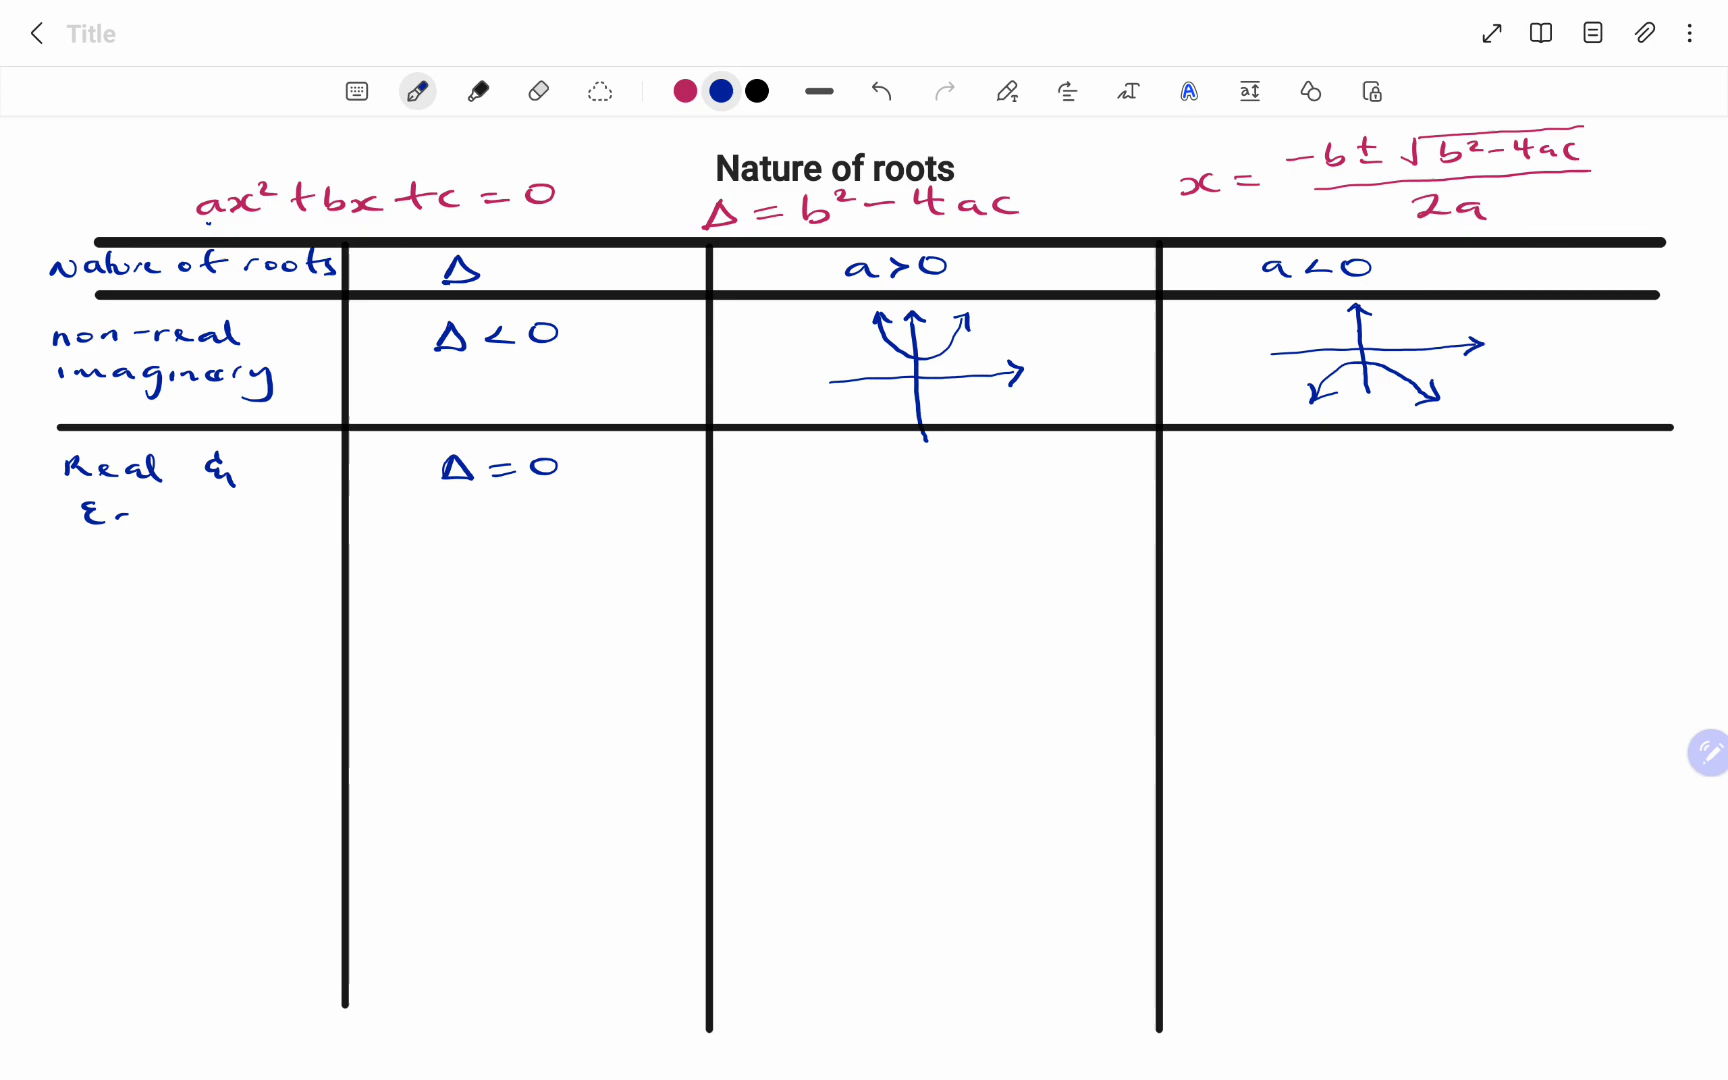 Title
Nature of roots
ax² + bx + c = 0
Δ = b² - 4ac
x = (-b ± √(b² - 4ac)) / 2a
Nature of roots Δ a > 0 a < 0
non-real Δ < 0
imaginary
Real & Δ = 0